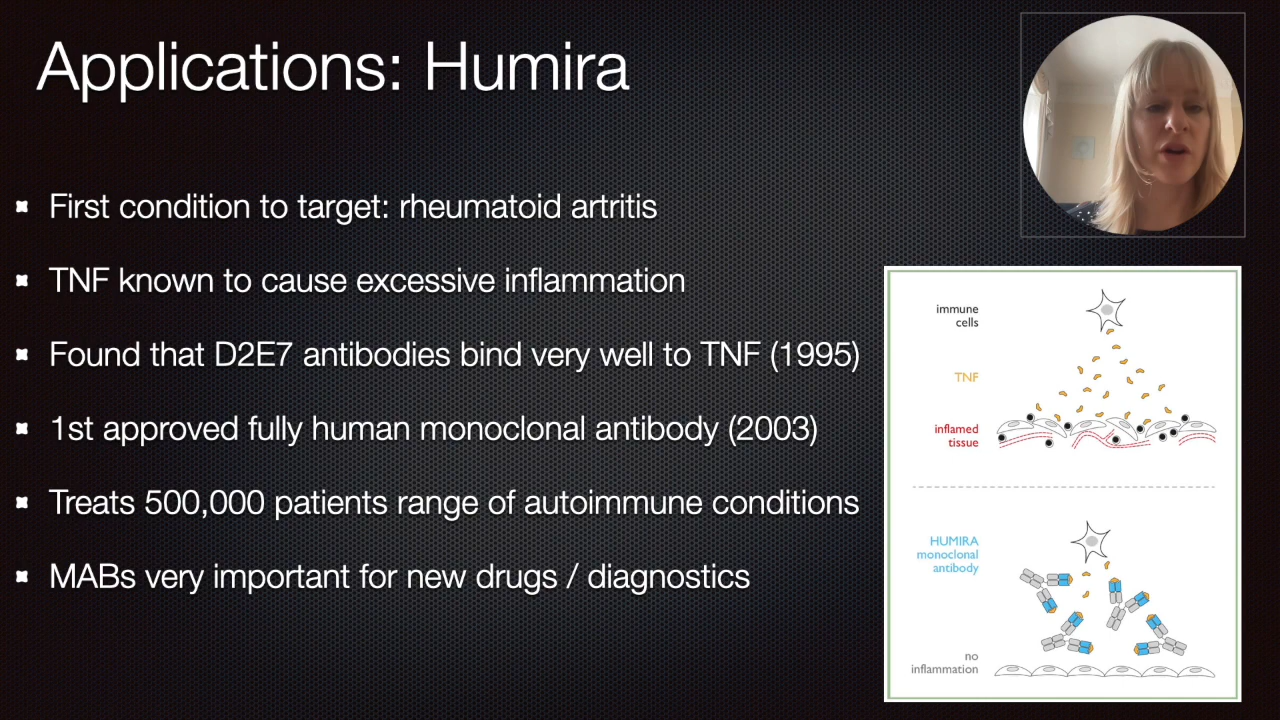 Applications: Humira
First condition to target: rheumatoid artritis
TNF known to cause excessive inflammation
Found that D2E7 antibodies bind very well to TNF (1995)
1st approved fully human monoclonal antibody (2003)
Treats 500,000 patients range of autoimmune conditions
MABs very important for new drugs / diagnostics
immune
cells
TNF
inflamed
tissue
HUMIRA
monoclonal
antibody
no
inflammation